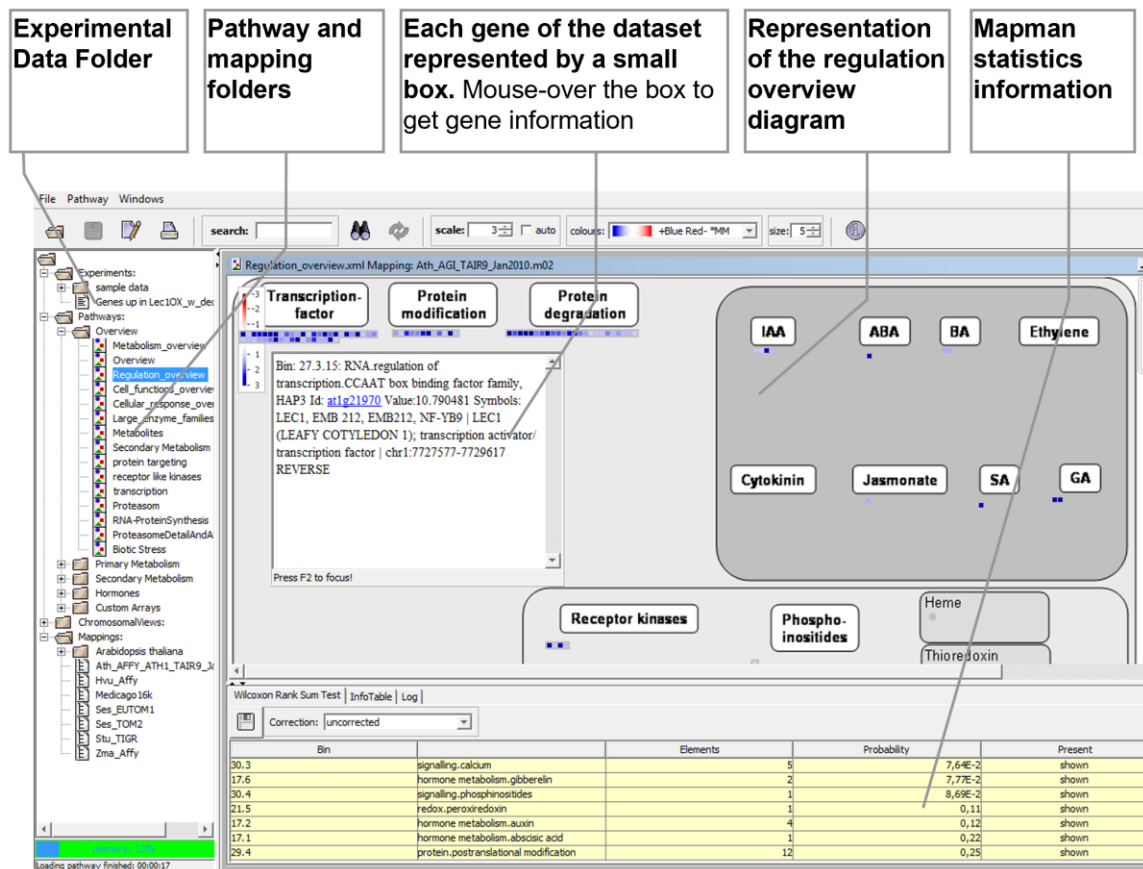 Experimental
Data Folder
Pathway and
mapping
folders
Each gene of the dataset
represented by a small
box. Mouse-over the box to
get gene information
Representation
of the regulation
overview
diagram
Mapman
statistics
information
File Pathway Windows
search:
scale: 3 auto
colours: +Blue Red- *MM
size: 5
Experiments:
sample data
Genes up in Lec1OX_w_dec
Pathways:
Overview
Metabolism_overview
Overview
Regulation_overview
Cell_functions_overview
Cellular_response_over
Large_enzyme_families
Metabolites
Secondary Metabolism
protein targeting
receptor like kinases
transcription
Proteasom
RNA-ProteinSynthesis
ProteasomeDetailAndA
Biotic Stress
Primary Metabolism
Secondary Metabolism
Hormones
Custom Arrays
ChromosomalViews:
Mappings:
Arabidopsis thaliana
Ath_AFFY_ATH1_TAIR9_Ja
Hvu_Affy
Medicago16k
Ses_EUTOM1
Ses_TOM2
Stu_TIGR
Zma_Affy
memory: 13%
Loading pathway finished: 00:00:17
Regulation_overview.xml Mapping: Ath_AGI_TAIR9_Jan2010.m02
-3
-2
-1
1
2
3
Transcription-
factor
Protein
modification
Protein
degradation
Bin: 27.3.15: RNA.regulation of
transcription.CCAAT box binding factor family,
HAP3 Id: at1g21970 Value:10.790481 Symbols:
LEC1, EMB 212, EMB212, NF-YB9 | LEC1
(LEAFY COTYLEDON 1); transcription activator/
transcription factor | chr1:7727577-7729617
REVERSE
Press F2 to focus!
IAA
ABA
BA
Ethylene
Cytokinin
Jasmonate
SA
GA
Receptor kinases
Phospho-
inositides
Heme
Thioredoxin
Wilcoxon Rank Sum Test InfoTable Log
Correction: uncorrected
Bin Elements Probability Present
30.3 signalling.calcium 5 7,64E-2 shown
17.6 hormone metabolism.gibberelin 2 7,77E-2 shown
30.4 signalling.phosphinositides 1 8,69E-2 shown
21.5 redox.peroxiredoxin 1 0,11 shown
17.2 hormone metabolism.auxin 4 0,12 shown
17.1 hormone metabolism.abscisic acid 1 0,22 shown
29.4 protein.postranslational modification 12 0,25 shown